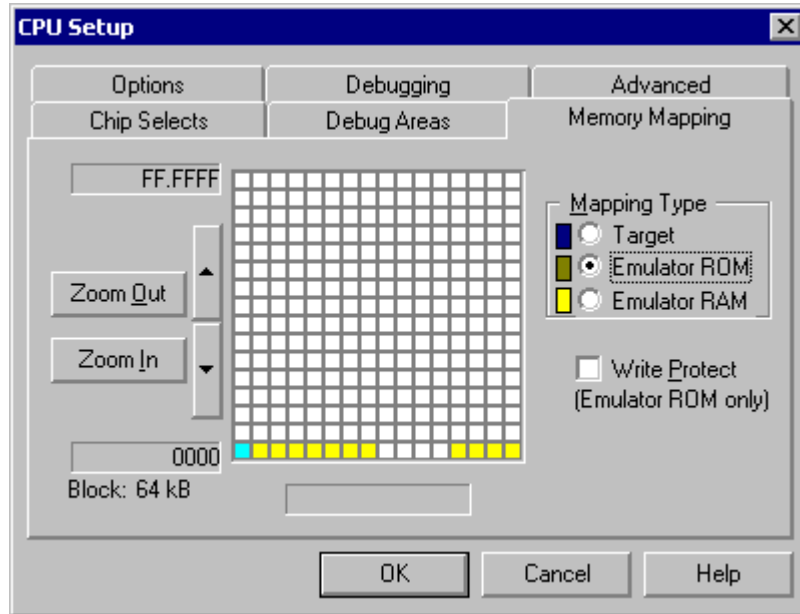 CPU Setup
Options
Debugging
Advanced
Chip Selects
Debug Areas
Memory Mapping
FF.FFFF
Mapping Type
Target
Emulator ROM
Emulator RAM
Zoom Out
Zoom In
Write Protect
(Emulator ROM only)
0000
Block: 64 kB
OK
Cancel
Help